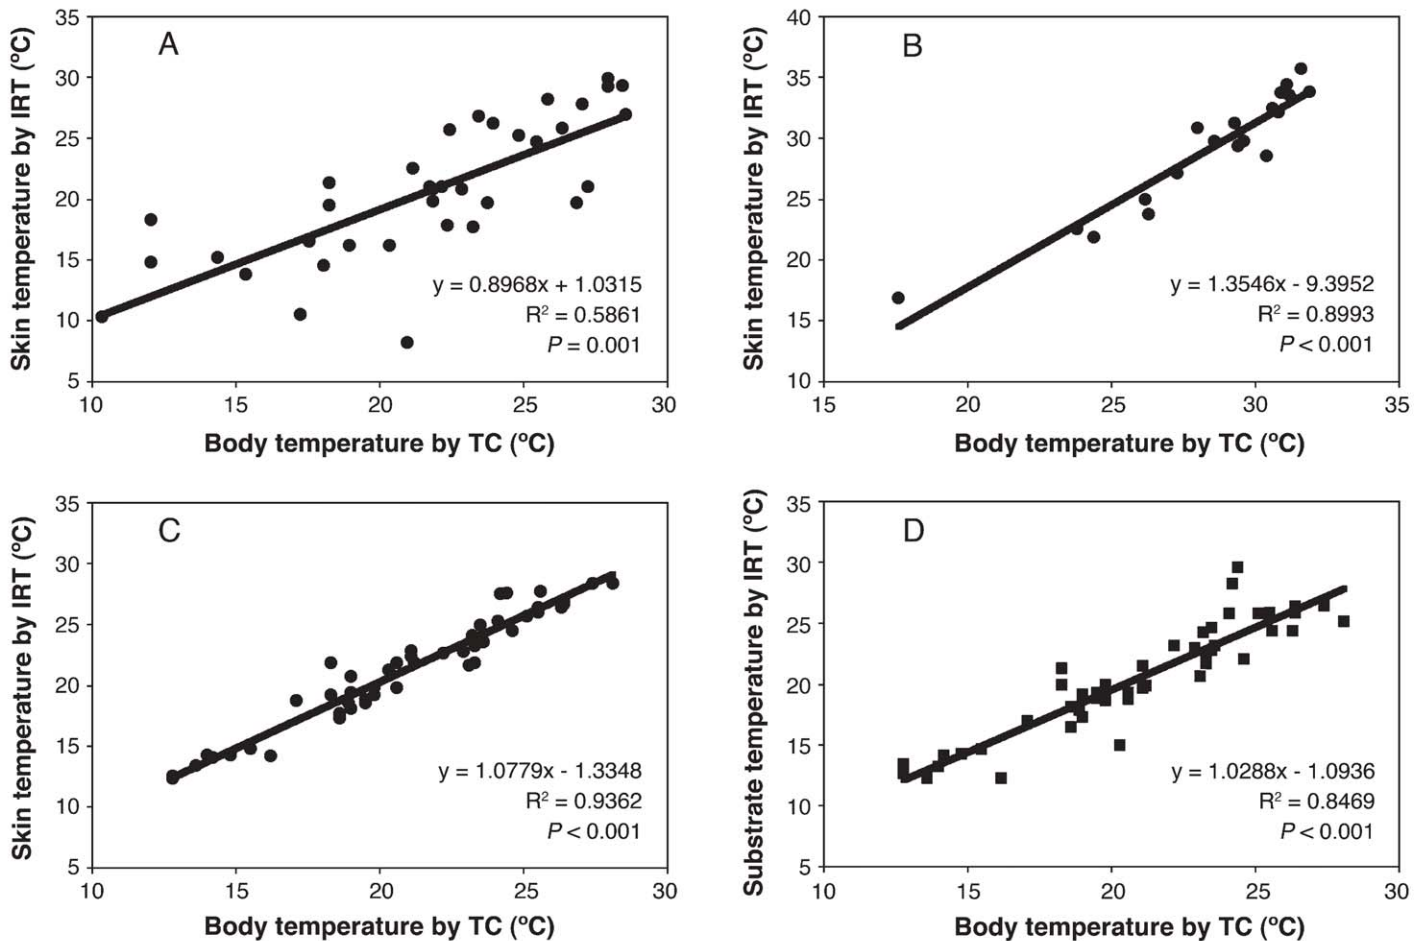 A
35
30
25
20
15
10
5
Skin temperature by IRT (ºC)
y = 0.8968x + 1.0315
R² = 0.5861
P = 0.001
10 15 20 25 30
Body temperature by TC (ºC)
B
40
35
30
25
20
15
10
Skin temperature by IRT (ºC)
y = 1.3546x - 9.3952
R² = 0.8993
P < 0.001
15 20 25 30 35
Body temperature by TC (ºC)
C
35
30
25
20
15
10
5
Skin temperature by IRT (ºC)
y = 1.0779x - 1.3348
R² = 0.9362
P < 0.001
10 15 20 25 30
Body temperature by TC (ºC)
D
35
30
25
20
15
10
5
Substrate temperature by IRT (ºC)
y = 1.0288x - 1.0936
R² = 0.8469
P < 0.001
10 15 20 25 30
Body temperature by TC (ºC)